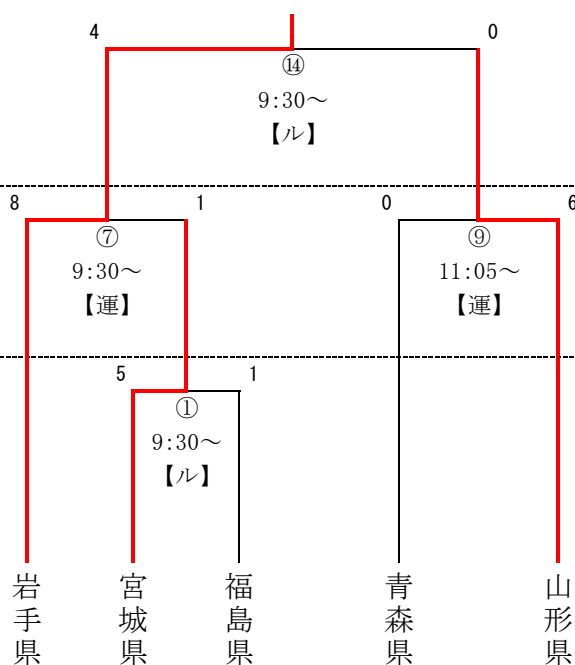 4 0
⑭
9:30～
【ル】
8 1 0 6
⑦ ⑨
9:30～ 11:05～
【運】 【運】
5 1
①
9:30～
【ル】
岩手県
宮城県
福島県
青森県
山形県